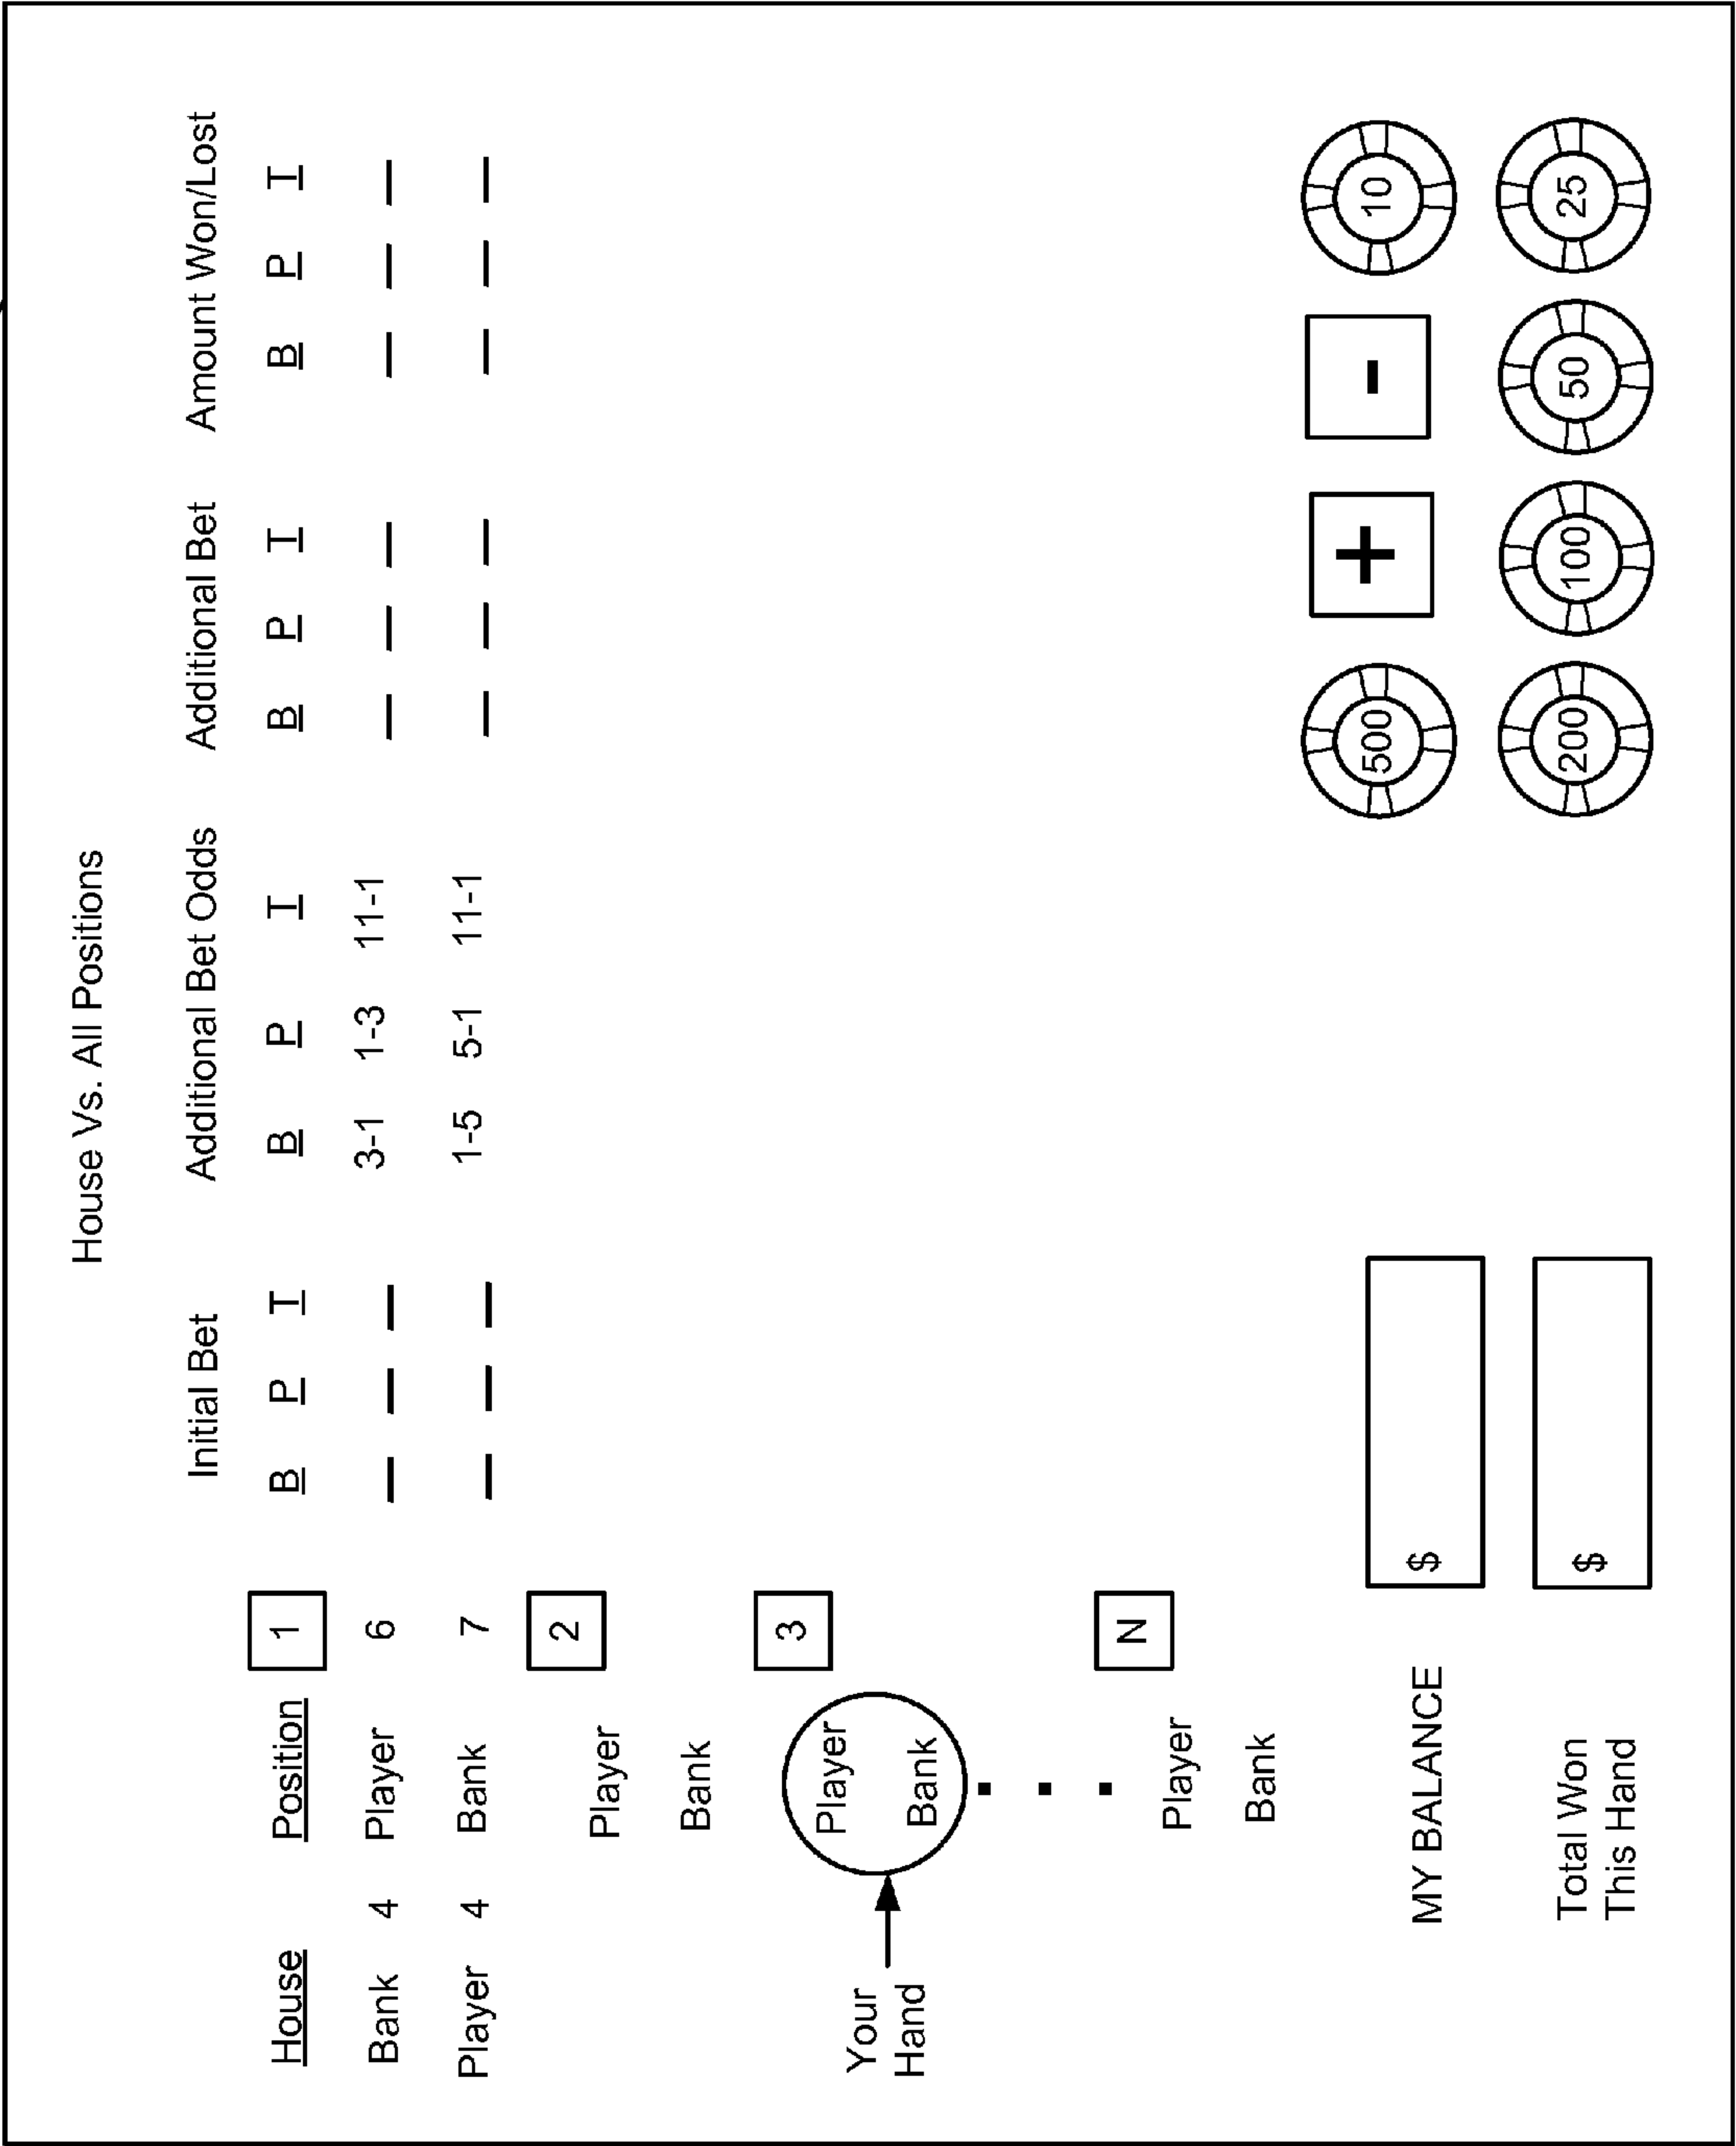 House Vs. All Positions
Initial Bet Additional Bet Odds Additional Bet Amount Won/Lost
House Position 1 B P T B P T B P T B P T
Bank 4 Player 6 3-1 1-3 11-1
Player 4 Bank 7 1-5 5-1 11-1
2
Player
Bank
3
Your
Hand
Player
Bank
N
Player
Bank
500 + - 10
MY BALANCE $
200 100 50 25
Total Won
This Hand
$